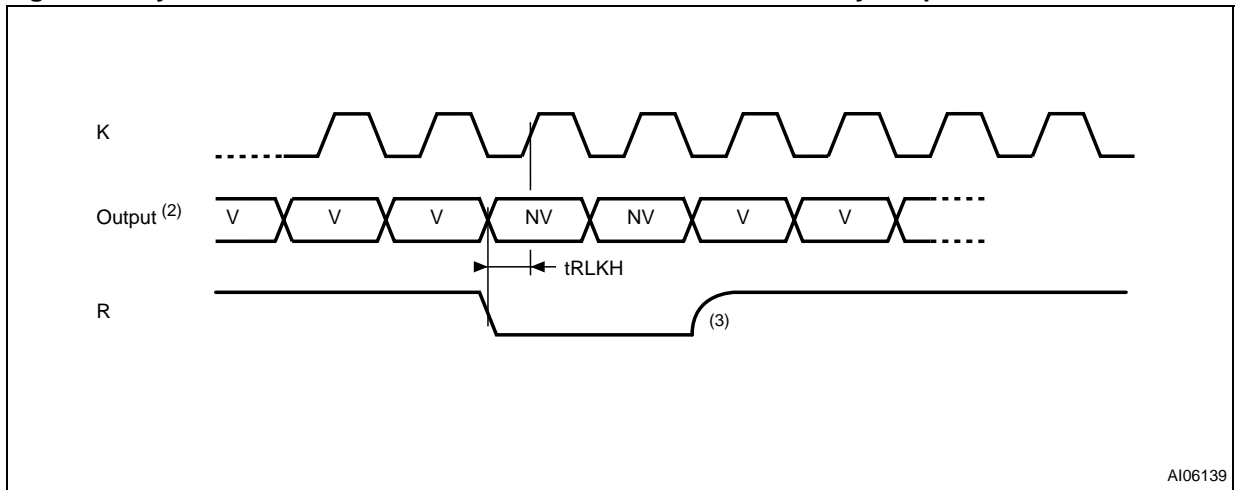 K
Output (2)
V V V NV NV V V
tRLKH
R
(3)
AI06139